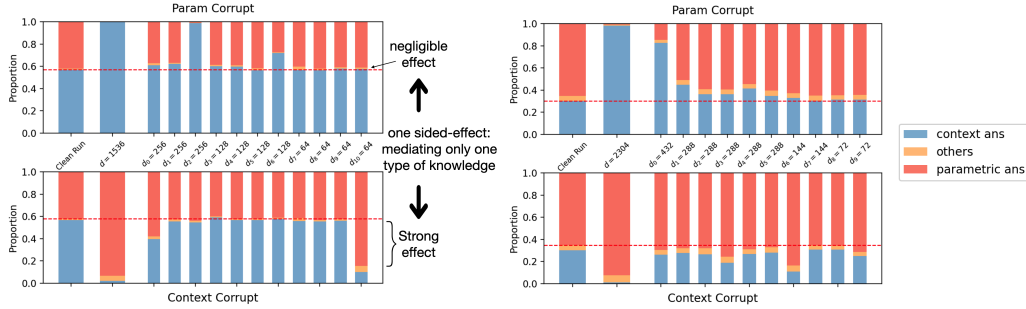 Param Corrupt
Proportion
1.0
0.8
0.6
0.4
0.2
0.0
Clean Run
d = 1536
d₀ = 256
d₁ = 256
d₂ = 256
d₃ = 128
d₄ = 128
d₅ = 128
d₆ = 128
d₇ = 64
d₈ = 64
d₉ = 64
d₁₀ = 64
Proportion
1.0
0.8
0.6
0.4
0.2
0.0
Context Corrupt
negligible
effect
one sided-effect:
mediating only one
type of knowledge
Strong
effect
Param Corrupt
Proportion
1.0
0.8
0.6
0.4
0.2
0.0
Clean Run
d = 2304
d₀ = 432
d₁ = 288
d₂ = 288
d₃ = 288
d₄ = 288
d₅ = 288
d₆ = 144
d₇ = 144
d₈ = 72
d₉ = 72
Proportion
1.0
0.8
0.6
0.4
0.2
0.0
Context Corrupt
context ans
others
parametric ans